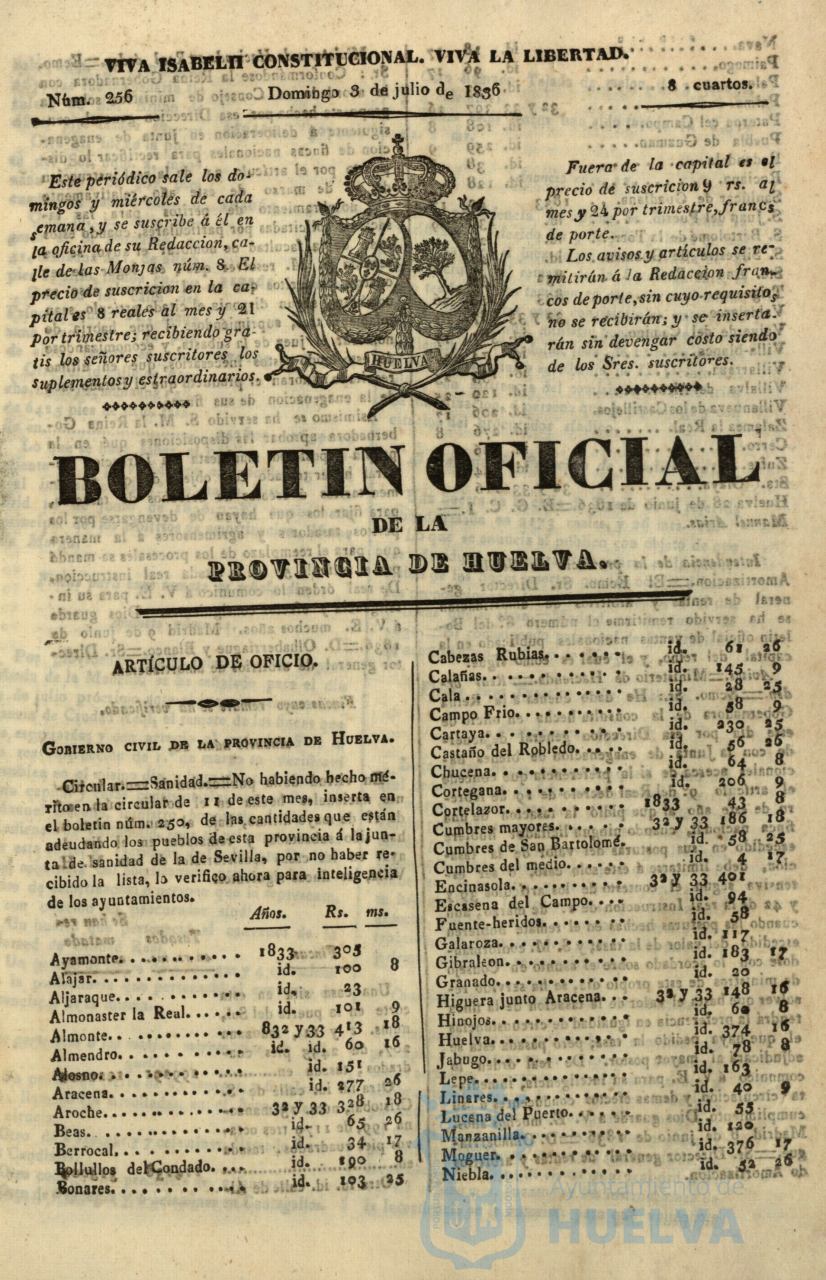 VIVA ISABEL II CONSTITUCIONAL. VIVA LA LIBERTAD.
Núm. 256 Domingo 3 de julio de 1836 8 cuartos.
Este periódico sale los do-
mingos y miércoles de cada
semana, y se suscribe á él en
la oficina de su Redaccion, ca-
lle de las Monjas núm. 8. El
precio de suscricion en la ca-
pital es 8 reales al mes y 21
por trimestre; recibiendo gra-
tis los señores suscritores los
suplementos y estraordinarios.
HUELVA
Fuera de la capital es el
precio de suscricion 9 rs. al
mes y 24 por trimestre, francs
de porte.
Los avisos y artículos se re-
mitirán á la Redaccion fran-
cos de porte, sin cuyo requisito,
no se recibirán; y se inserta-
rán sin devengar costo siendo
de los Sres. suscritores.
BOLETIN OFICIAL
DE LA
PROVINCIA DE HUELVA.
ARTÍCULO DE OFICIO.
GOBIERNO CIVIL DE LA PROVINCIA DE HUELVA.
Circular.=Sanidad.=No habiendo hecho mé-
rito en la circular de 11 de este mes, inserta en
el boletin núm. 250, de las cantidades que están
adeudando los pueblos de esta provincia á la jun-
ta de sanidad de la de Sevilla, por no haber re-
cibido la lista, lo verifico ahora para inteligencia
de los ayuntamientos.
Años. Rs. ms.
Ayamonte. 1833 305
Alajar. id. 100 8
Aljaraque. id. 23
Almonaster la Real. id. 101 9
Almonte. 832 y 33 413 18
Almendro. id. id. 60 16
Alosno. id. 151
Aracena. id. 277 26
Aroche. 32 y 33 328 18
Beas. id. 65 26
Berrocal. id. 34 17
Bollullos del Condado. id. 190 8
Bonares. id. 103 25
Cabezas Rubias. id. 61 26
Calañas. id. 145 9
Cala. id. 28 25
Campo Frio. id. 58 9
Cartaya. id. 230 25
Castaño del Robledo. id. 56 26
Chucena. id. 64 8
Cortegana. id. 206 9
Cortelazor. 1833 43 8
Cumbres mayores. 32 y 33 186 18
Cumbres de San Bartolomé. id. 58 25
Cumbres del medio. id. 4 17
Encinasola. 32 y 33 401
Escasena del Campo. id. 94
Fuente-heridos. id. 58
Galaroza. id. 117
Gibraleon. id. 183 17
Granado. id. 20
Higuera junto Aracena. 32 y 33 148 16
Hinojos. id. 60 8
Huelva. id. 374 16
Jabugo. id. 78 8
Lepe. id. 163
Linares. id. 40 9
Lucena del Puerto. id. 55
Manzanilla. id. 120
Moguer. id. 376 17
Niebla. id. 52 26
Ayuntamiento de
HUELVA